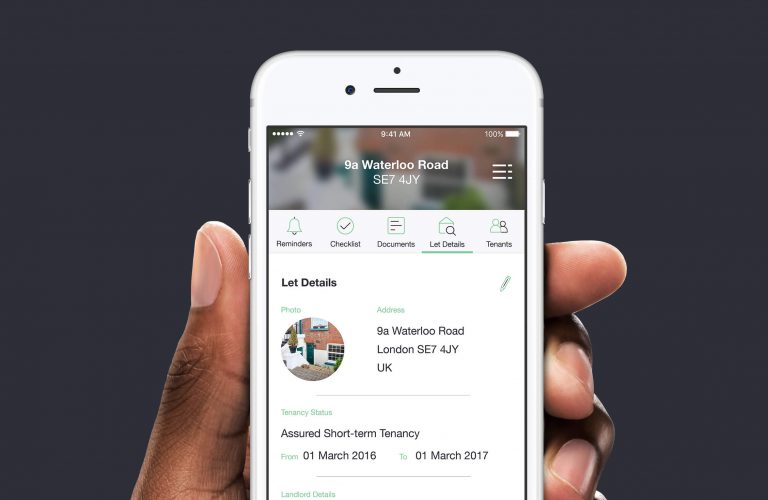 9:41 AM 100%
9a Waterloo Road
SE7 4JY
Reminders Checklist Documents Let Details Tenants
Let Details
Photo Address
9a Waterloo Road
London SE7 4JY
UK
Tenancy Status
Assured Short-term Tenancy
From 01 March 2016 To 01 March 2017
Landlord Details